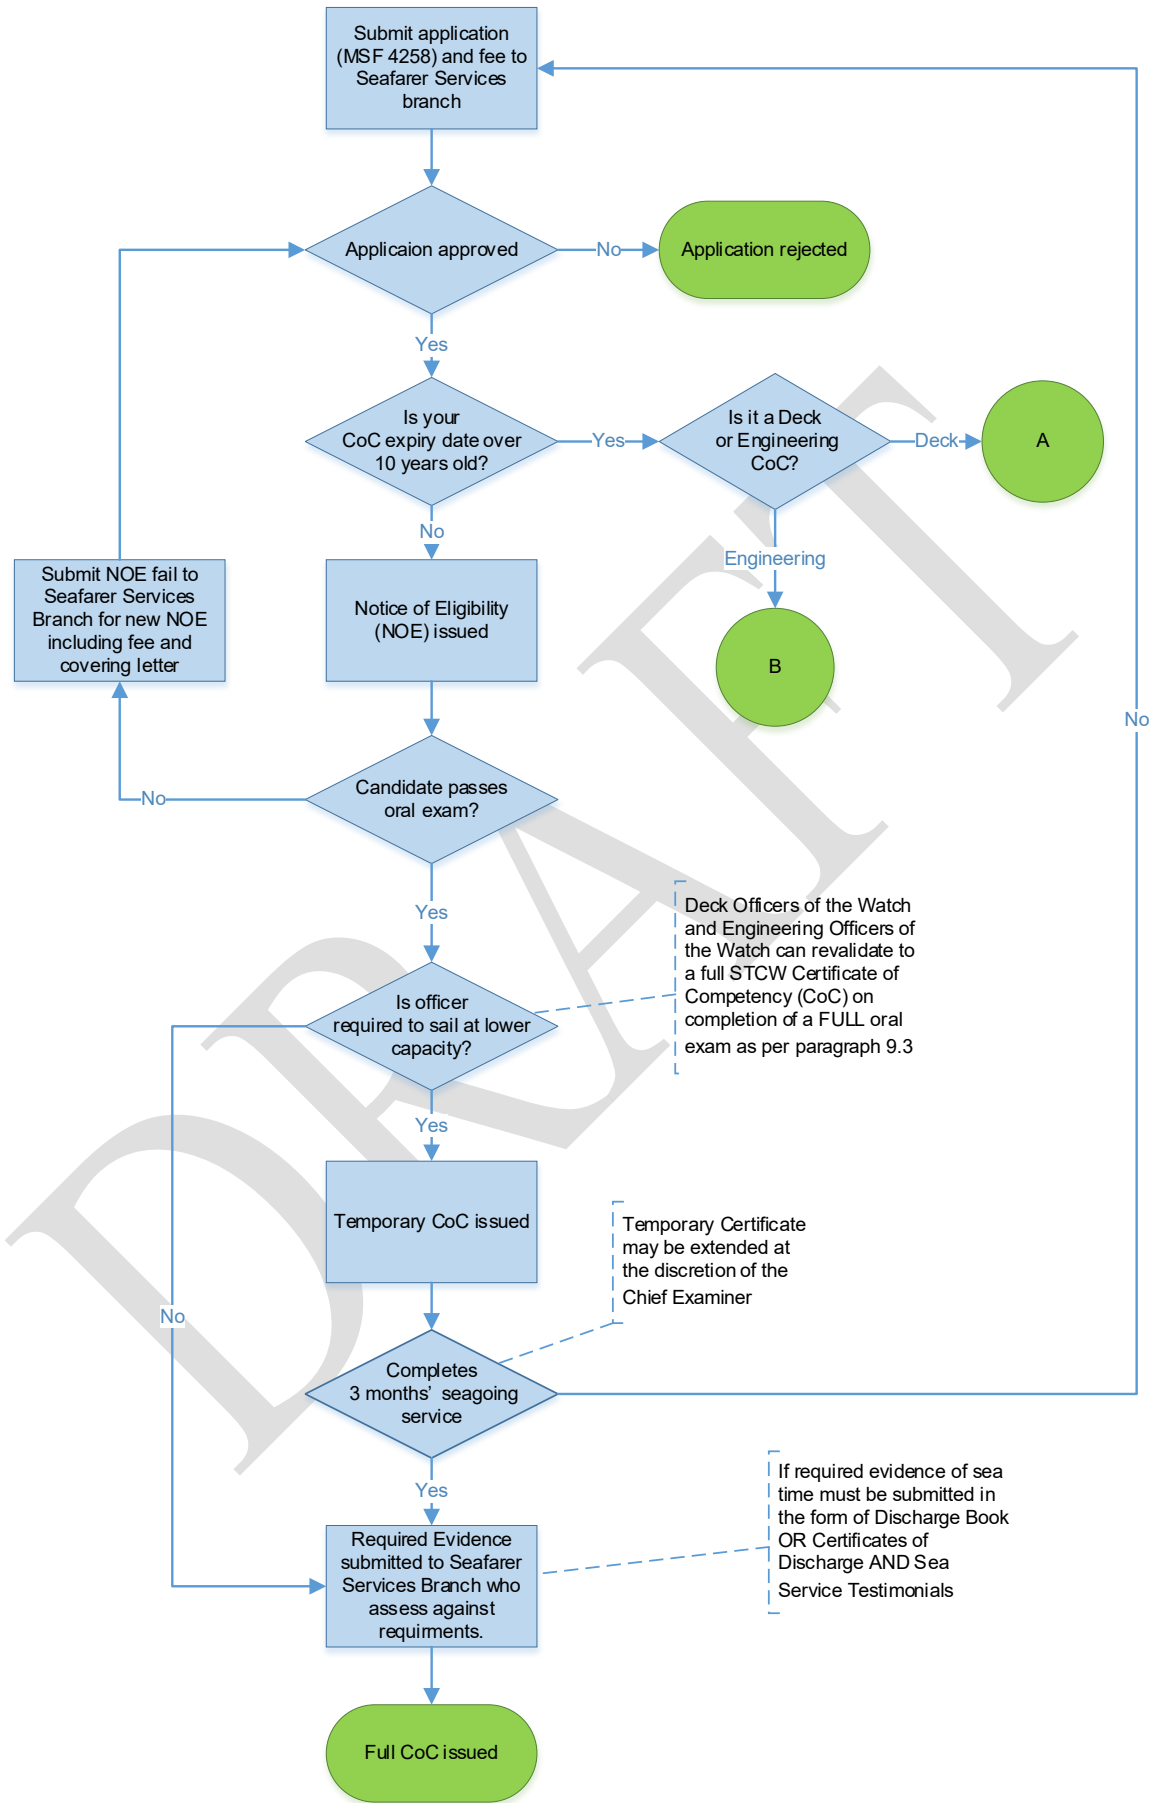 Submit application
(MSF 4258) and fee to
Seafarer Services
branch
Applicaion approved
No
Application rejected
Yes
Is your
CoC expiry date over
10 years old?
Yes
Is it a Deck
or Engineering
CoC?
Deck
A
No
Engineering
Submit NOE fail to
Seafarer Services
Branch for new NOE
including fee and
covering letter
Notice of Eligibility
(NOE) issued
B
No
Candidate passes
oral exam?
No
Yes
Deck Officers of the Watch
and Engineering Officers of
the Watch can revalidate to
a full STCW Certificate of
Competency (CoC) on
completion of a FULL oral
exam as per paragraph 9.3
Is officer
required to sail at lower
capacity?
Yes
Temporary CoC issued
Temporary Certificate
may be extended at
the discretion of the
Chief Examiner
No
Completes
3 months' seagoing
service
Yes
If required evidence of sea
time must be submitted in
the form of Discharge Book
OR Certificates of
Discharge AND Sea
Service Testimonials
Required Evidence
submitted to Seafarer
Services Branch who
assess against
requirments.
Full CoC issued
DRAFT